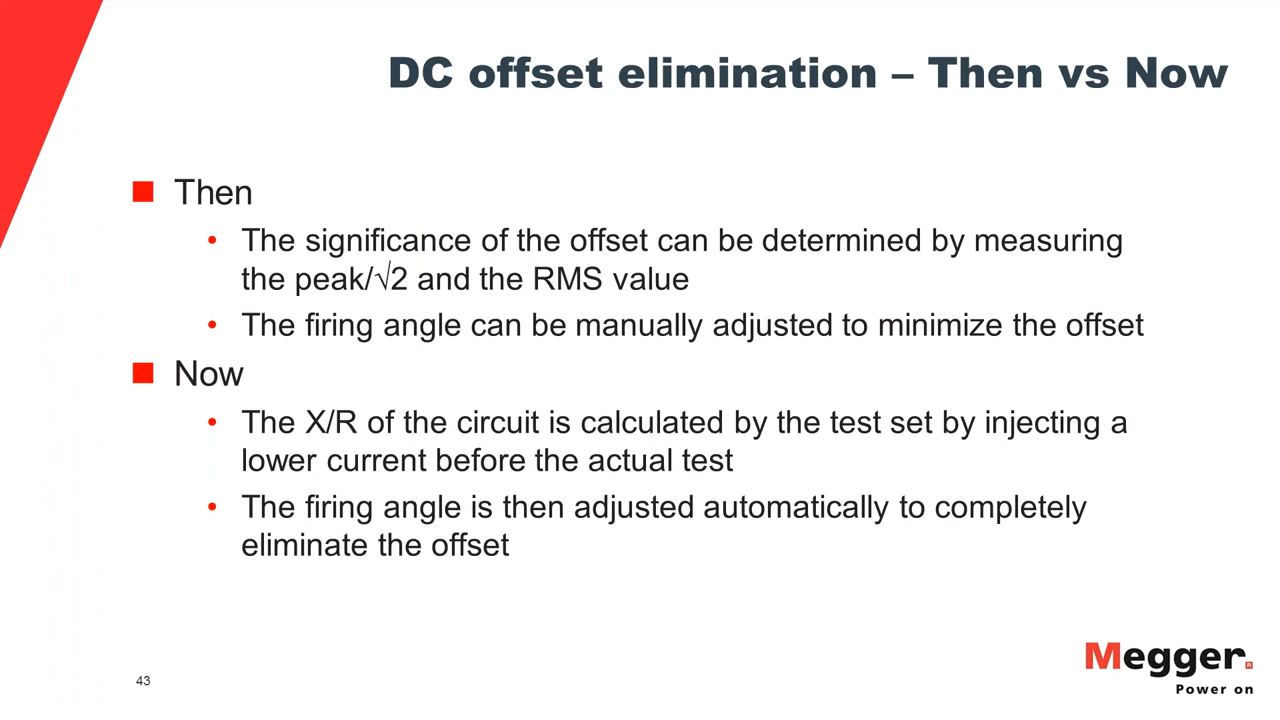 DC offset elimination – Then vs Now
Then
• The significance of the offset can be determined by measuring
the peak/√2 and the RMS value
• The firing angle can be manually adjusted to minimize the offset
Now
• The X/R of the circuit is calculated by the test set by injecting a
lower current before the actual test
• The firing angle is then adjusted automatically to completely
eliminate the offset
Megger
Power on
43